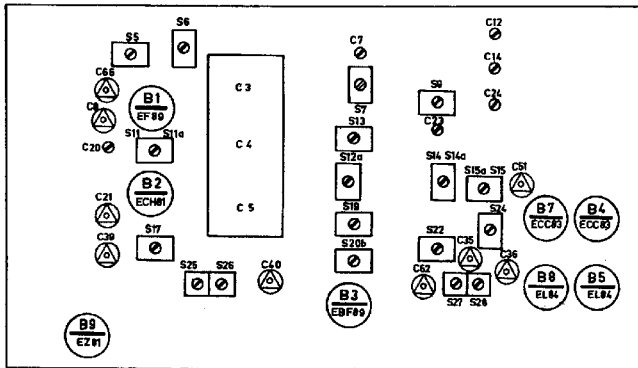 S6
C12
S5
C7
C14
C66
C3
B1
EF89
S7
S9
C24
C8
C23
S13
S11 S11a
C20
C4
S12a
S14 S14a
S15a S15
C51
B2
ECH81
C21
C5
S19
S24
B7
ECC83
B4
ECC83
S17
S22
C39
S20b
C35
C36
S25 S26
C40
C62
S27 S28
B8
EL84
B5
EL84
B3
EBF89
B9
EZ81